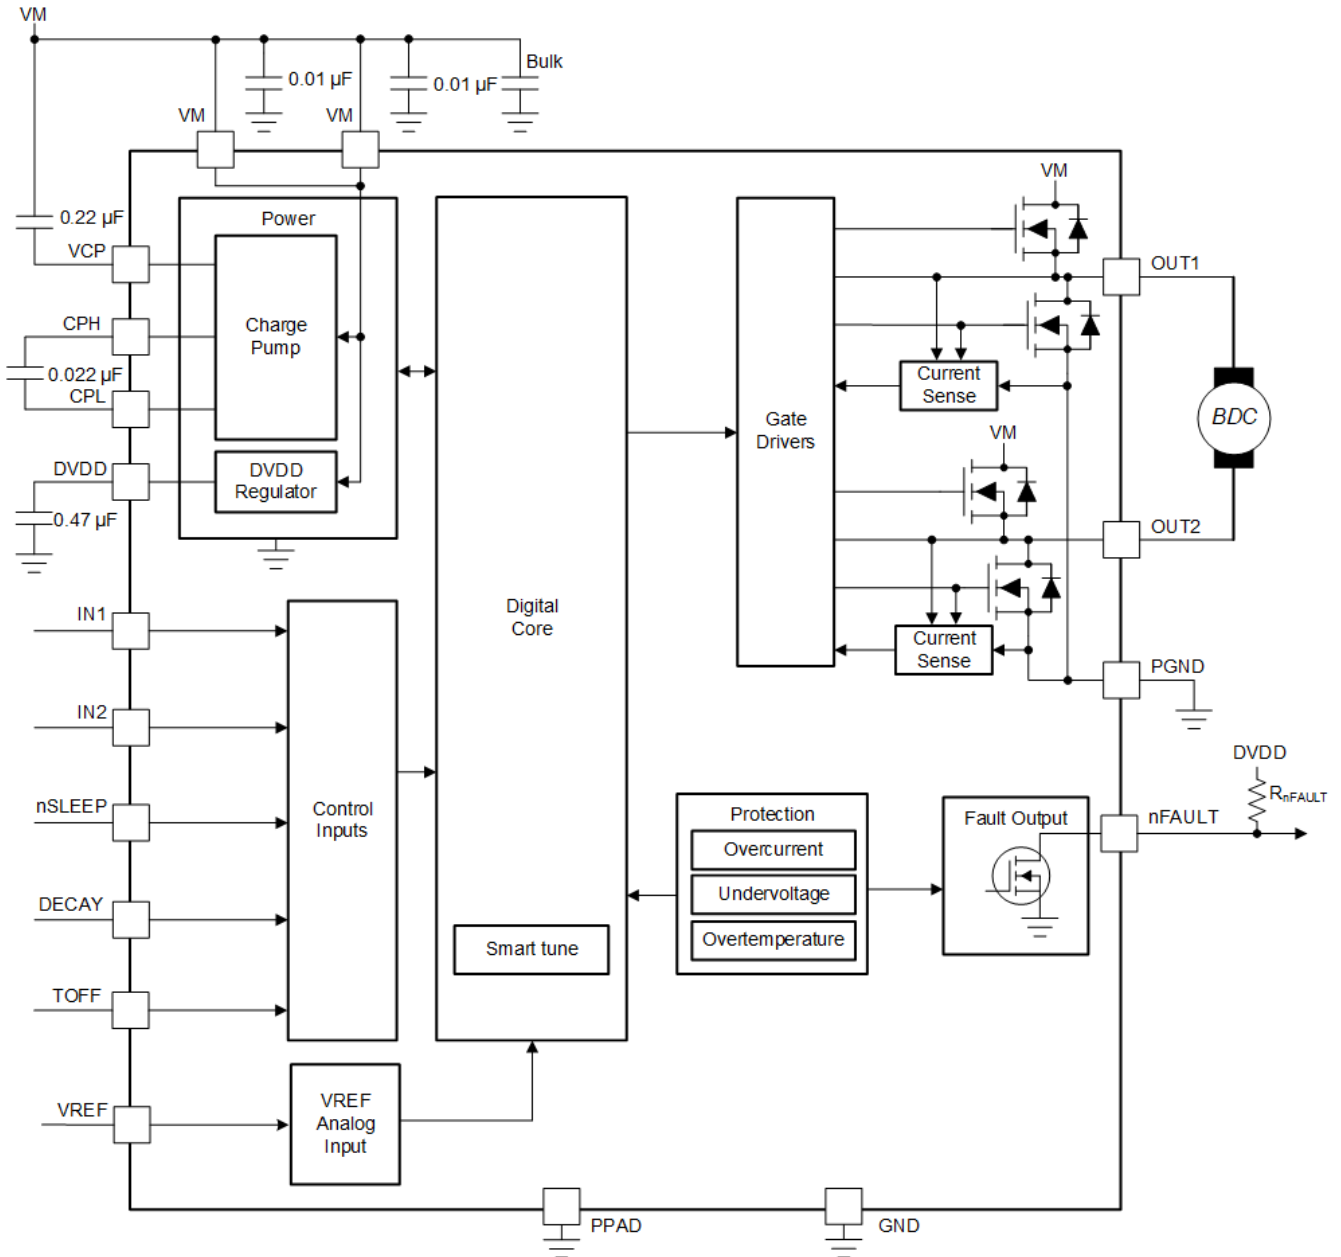 VM
Bulk
0.01 µF
0.01 µF
VM
VM
VM
Power
0.22 µF
VCP
OUT1
CPH
Charge
Pump
0.022 µF
CPL
Current
Sense
BDC
Gate
Drivers
VM
DVDD
DVDD
Regulator
0.47 µF
OUT2
IN1
Digital
Core
Current
Sense
PGND
IN2
DVDD
RnFAULT
nSLEEP
Control
Inputs
Protection
Overcurrent
Undervoltage
Overtemperature
Fault Output
nFAULT
DECAY
Smart tune
TOFF
VREF
VREF
Analog
Input
PPAD
GND